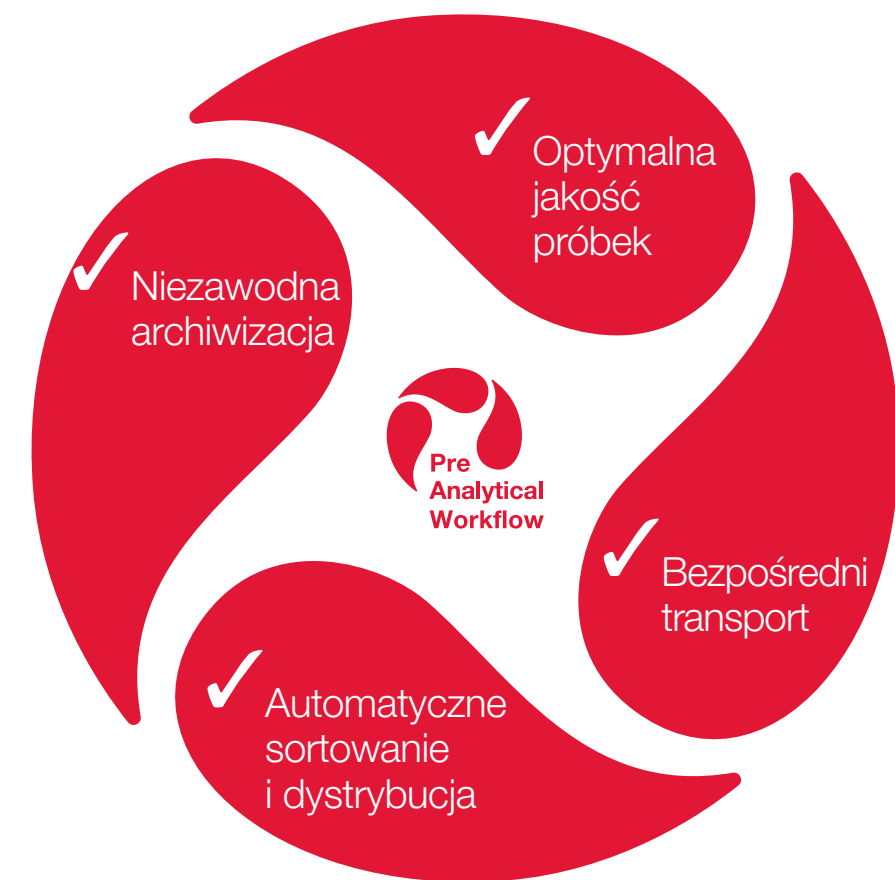 Optymalna
jakość
próbek
Niezawodna
archiwizacja
Pre
Analytical
Workflow
Bezpośredni
transport
Automatyczne
sortowanie
i dystrybucja